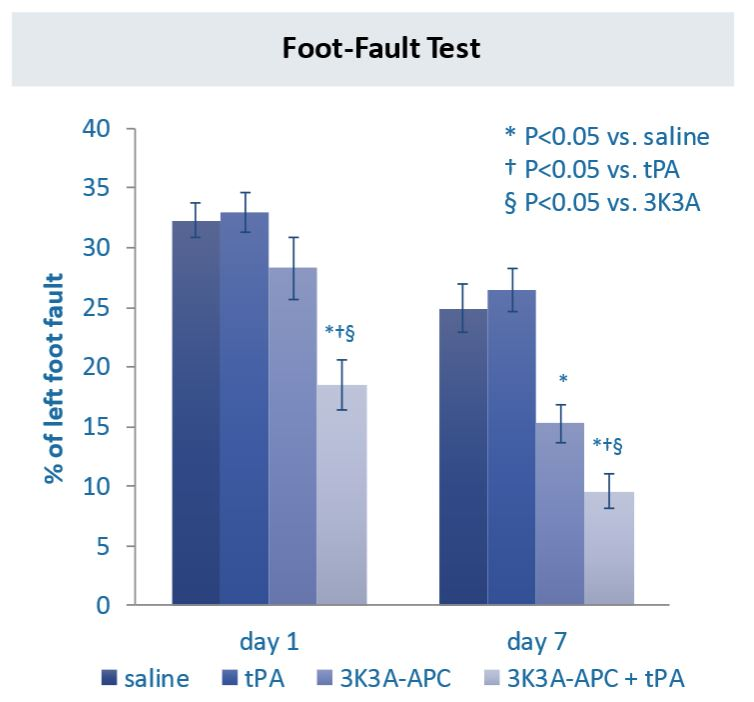 Foot-Fault Test
* P<0.05 vs. saline
† P<0.05 vs. tPA
§ P<0.05 vs. 3K3A
% of left foot fault
40
35
30
25
20
15
10
5
0
*†§
*
*†§
day 1
day 7
saline
tPA
3K3A-APC
3K3A-APC + tPA